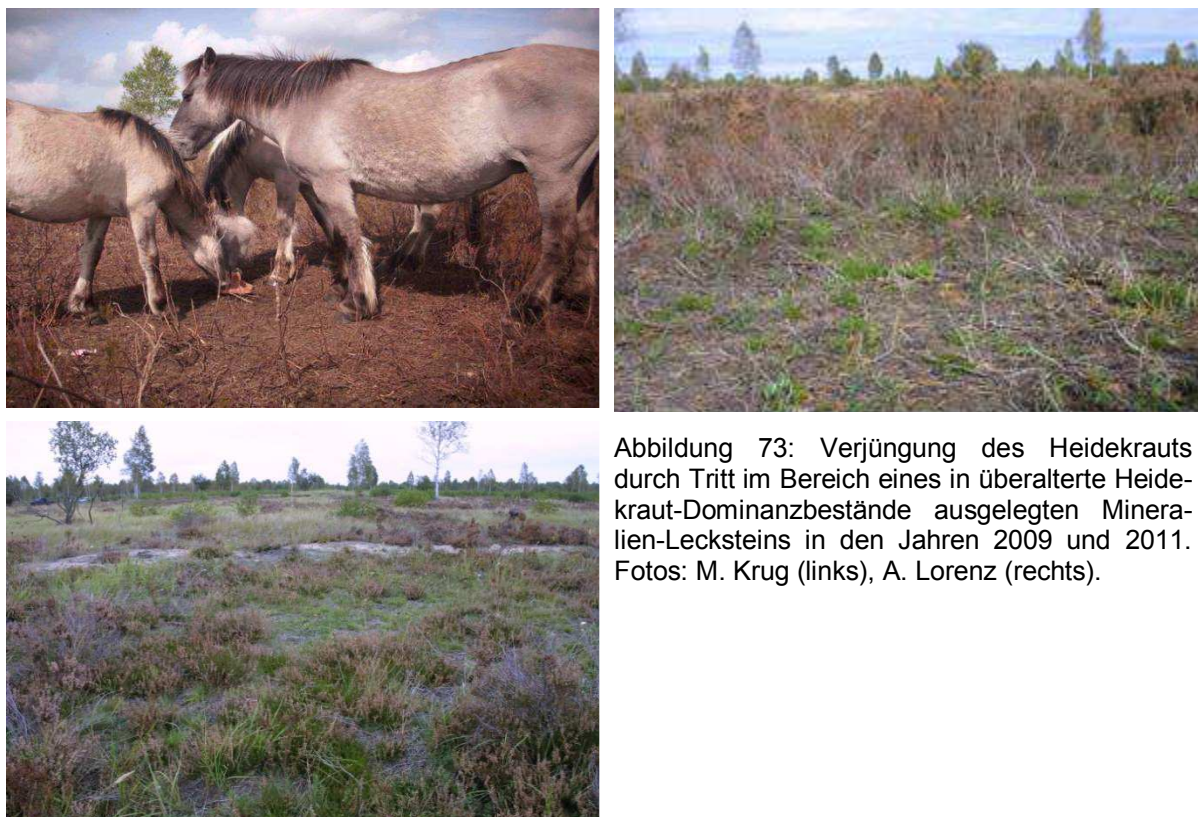 Abbildung 73: Verjüngung des Heidekrauts
durch Tritt im Bereich eines in überalterte Heide-
kraut-Dominanzbestände ausgelegten Minera-
lien-Lecksteins in den Jahren 2009 und 2011.
Fotos: M. Krug (links), A. Lorenz (rechts).